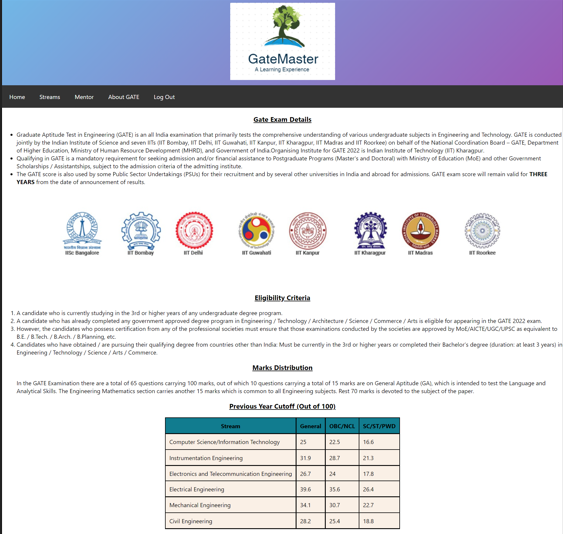 GateMaster
A Learning Experience
Home Streams Mentor About GATE Log Out
Gate Exam Details
Graduate Aptitude Test in Engineering (GATE) is an all India examination that primarily tests the comprehensive understanding of various undergraduate subjects in Engineering and Technology. GATE is conducted
jointly by the Indian Institute of Science and seven IITs (IIT Bombay, IIT Delhi, IIT Guwahati, IIT Kanpur, IIT Kharagpur, IIT Madras and IIT Roorkee) on behalf of the National Coordination Board – GATE, Department
of Higher Education, Ministry of Human Resource Development (MHRD), and Government of India.Organising Institute for GATE 2022 is Indian Institute of Technology (IIT) Kharagpur.
Qualifying in GATE is a mandatory requirement for seeking admission and/or financial assistance to Postgraduate Programs (Master's and Doctoral) with Ministry of Education (MoE) and other Government
Scholarships / Assistantships, subject to the admission criteria of the admitting institute.
The GATE score is also used by some Public Sector Undertakings (PSUs) for their recruitment and by several other universities in India and abroad for admissions. GATE exam score will remain valid for THREE
YEARS from the date of announcement of results.
IISc Bangalore IIT Bombay IIT Delhi IIT Guwahati IIT Kanpur IIT Kharagpur IIT Madras IIT Roorkee
Eligibility Criteria
1. A candidate who is currently studying in the 3rd or higher years of any undergraduate degree program.
2. A candidate who has already completed any government approved degree program in Engineering / Technology / Architecture / Science / Commerce / Arts is eligible for appearing in the GATE 2022 exam.
3. However, the candidates who possess certification from any of the professional societies must ensure that those examinations conducted by the societies are approved by MoE/AICTE/UGC/UPSC as equivalent to
B.E. / B.Tech. / B.Arch. / B.Planning, etc.
4. Candidates who have obtained / are pursuing their qualifying degree from countries other than India: Must be currently in the 3rd or higher years or completed their Bachelor's degree (duration: at least 3 years) in
Engineering / Technology / Science / Arts / Commerce.
Marks Distribution
In the GATE Examination there are a total of 65 questions carrying 100 marks, out of which 10 questions carrying a total of 15 marks are on General Aptitude (GA), which is intended to test the Language and
Analytical Skills. The Engineering Mathematics section carries another 15 marks which is common to all Engineering subjects. Rest 70 marks is devoted to the subject of the paper.
Previous Year Cutoff (Out of 100)
Stream General OBC/NCL SC/ST/PWD
Computer Science/Information Technology 25 22.5 16.6
Instrumentation Engineering 31.9 28.7 21.3
Electronics and Telecommunication Engineering 26.7 24 17.8
Electrical Engineering 39.6 35.6 26.4
Mechanical Engineering 34.1 30.7 22.7
Civil Engineering 28.2 25.4 18.8